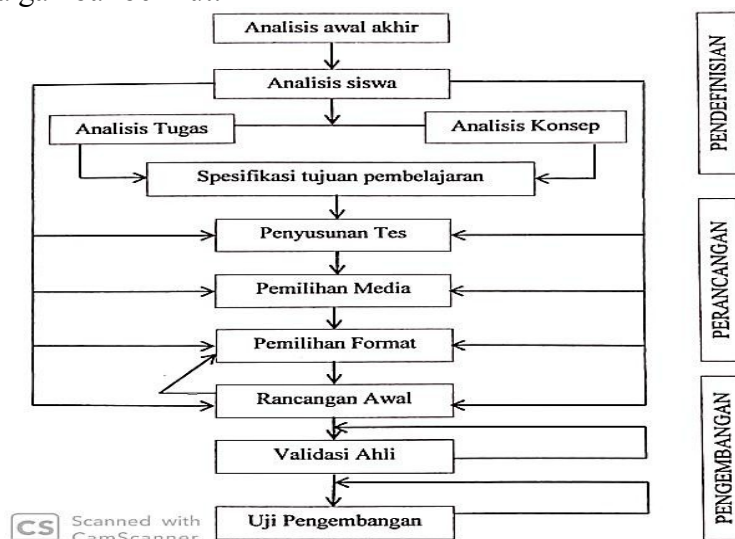 Analisis awal akhir
Analisis siswa
Analisis Tugas
Analisis Konsep
Spesifikasi tujuan pembelajaran
Penyusunan Tes
Pemilihan Media
Pemilihan Format
Rancangan Awal
Validasi Ahli
Uji Pengembangan
PENDEFINISIAN
PERANCANGAN
PENGEMBANGAN
CS Scanned with
CamScanner